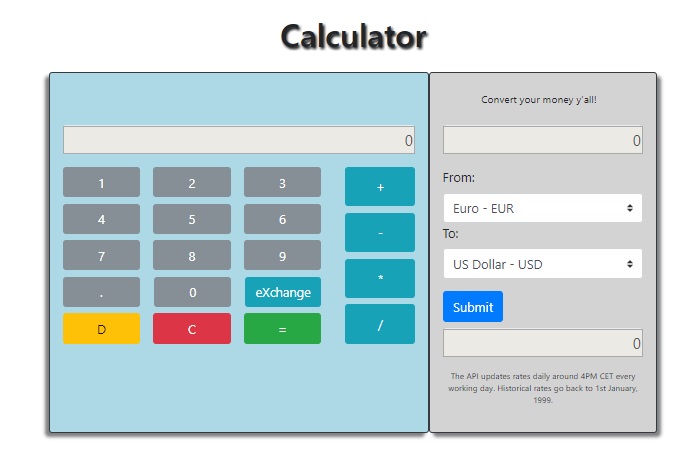 Calculator
0
1 2 3 +
4 5 6 -
7 8 9 *
. 0 eXchange /
D C =
Convert your money y'all!
0
From:
Euro - EUR
To:
US Dollar - USD
Submit
0
The API updates rates daily around 4PM CET every
working day. Historical rates go back to 1st January,
1999.